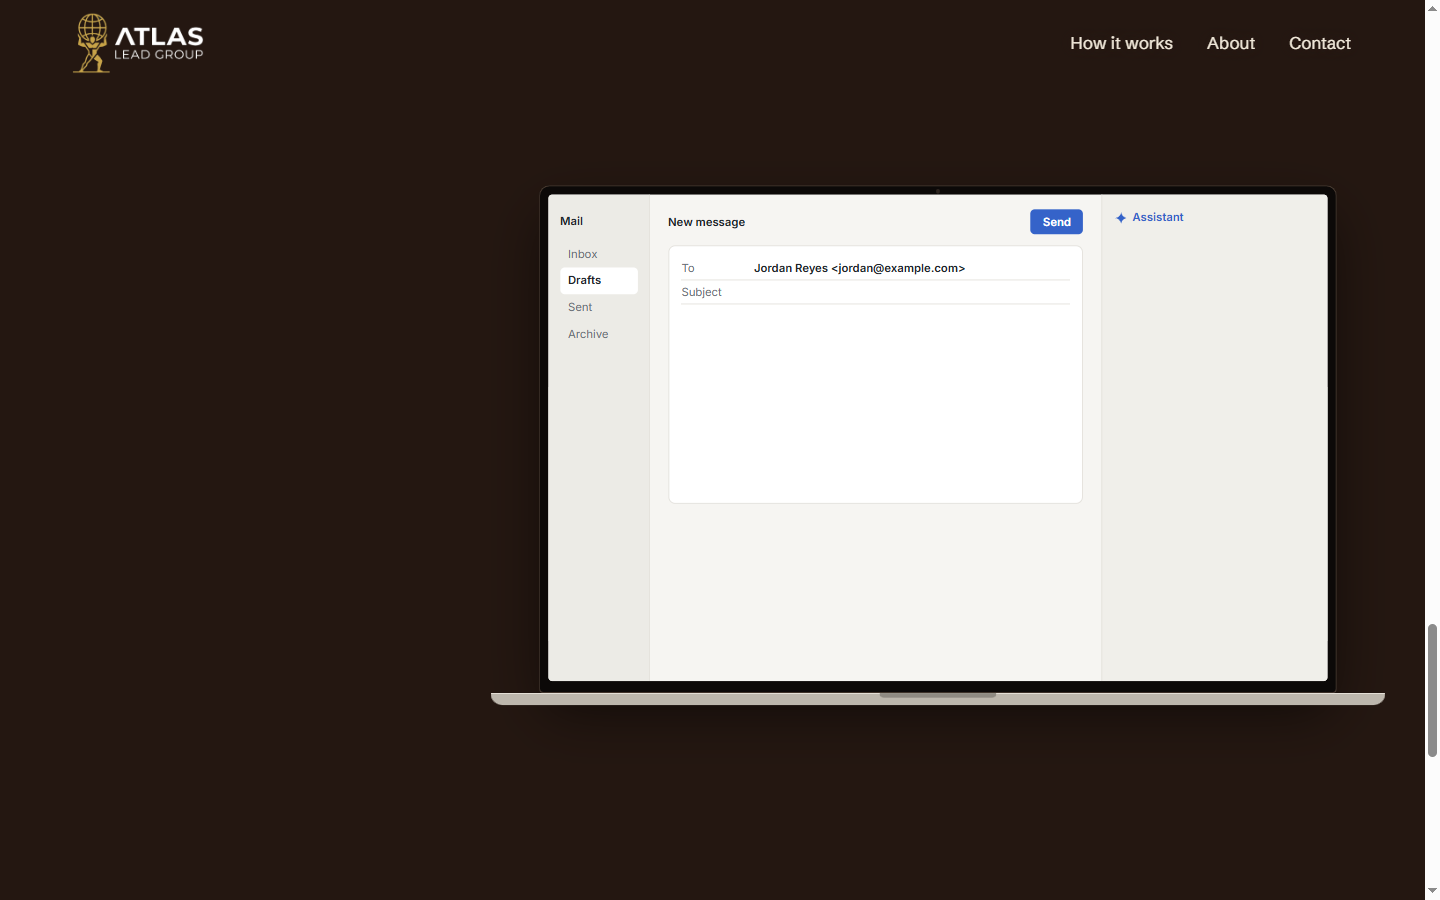 ATLAS
LEAD GROUP
How it works
About
Contact
Mail
Inbox
Drafts
Sent
Archive
New message
Send
To
Jordan Reyes <jordan@example.com>
Subject
Assistant